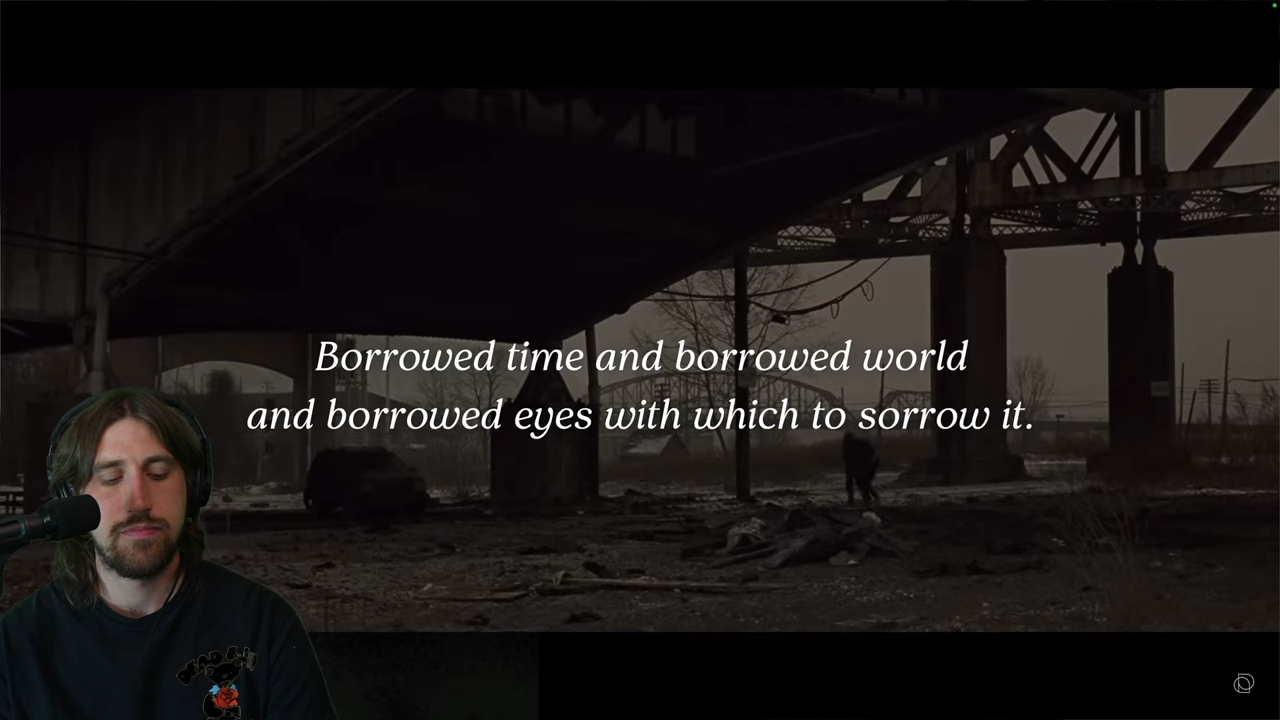 Borrowed time and borrowed world
and borrowed eyes with which to sorrow it.